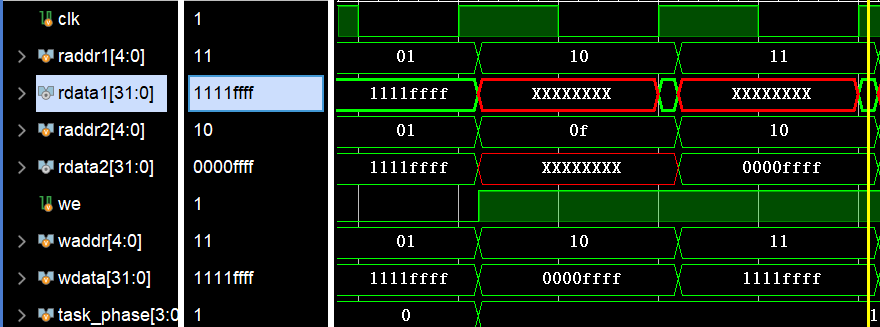 clk 1
raddr1[4:0] 11 01 10 11
rdata1[31:0] 1111ffff 1111ffff XXXXXXXX XXXXXXXX
raddr2[4:0] 10 01 0f 10
rdata2[31:0] 0000ffff 1111ffff XXXXXXXX 0000ffff
we 1
waddr[4:0] 11 01 10 11
wdata[31:0] 1111ffff 1111ffff 0000ffff 1111ffff
task_phase[3:0 1 0 1